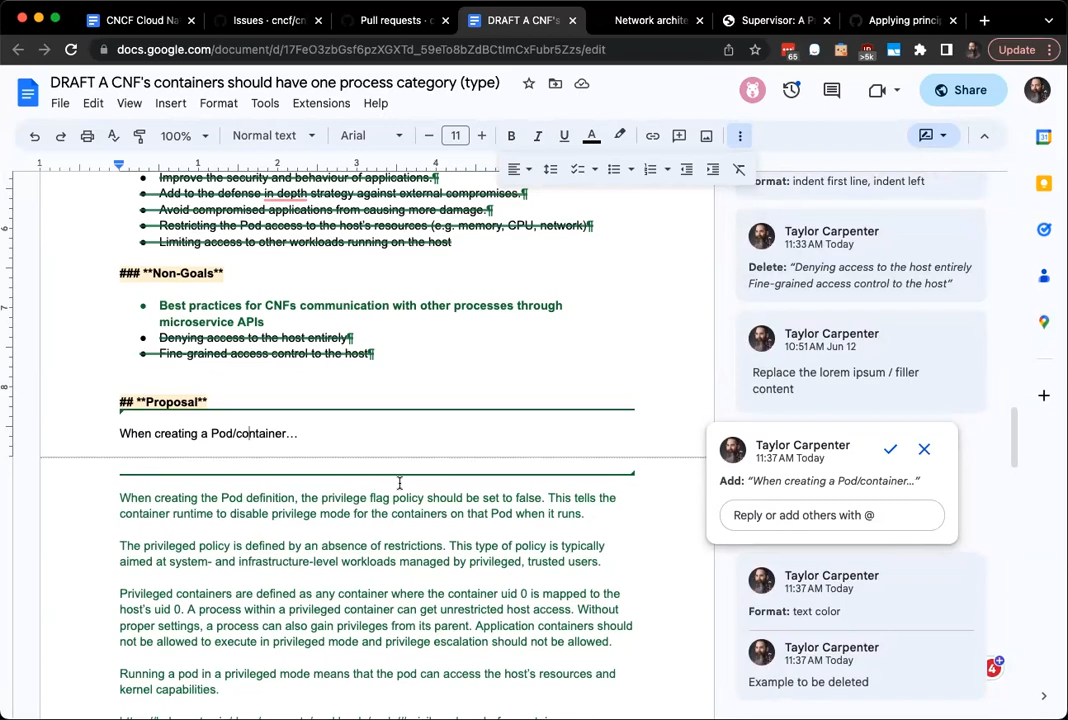 CNCF Cloud Na
Issues · cncf/cn
Pull requests · c
DRAFT A CNF's
Network archite
Supervisor: A P
Applying princip
docs.google.com/document/d/17FeO3zbGsf6pzXGXTd_59eTo8bZdBCtImCxFubr5Zzs/edit
65
>5k
Update
DRAFT A CNF's containers should have one process category (type)
Share
File Edit View Insert Format Tools Extensions Help
100% Normal text Arial 11 B I U A
1 1 2 3 4
Improve the security and behaviour of applications.¶
Add to the defense in depth strategy against external compromises.¶
Avoid compromised applications from causing more damage.¶
Restricting the Pod access to the host's resources (e.g. memory, CPU, network)¶
Limiting access to other workloads running on the host
### **Non-Goals**
Best practices for CNFs communication with other processes through
microservice APIs
Denying access to the host entirely¶
Fine-grained access control to the host¶
## **Proposal**
When creating a Pod/container…
When creating the Pod definition, the privilege flag policy should be set to false. This tells the
container runtime to disable privilege mode for the containers on that Pod when it runs.
The privileged policy is defined by an absence of restrictions. This type of policy is typically
aimed at system- and infrastructure-level workloads managed by privileged, trusted users.
Privileged containers are defined as any container where the container uid 0 is mapped to the
host's uid 0. A process within a privileged container can get unrestricted host access. Without
proper settings, a process can also gain privileges from its parent. Application containers should
not be allowed to execute in privileged mode and privilege escalation should not be allowed.
Running a pod in a privileged mode means that the pod can access the host's resources and
kernel capabilities.
6
7
8
Format: indent first line, indent left
Taylor Carpenter
11:33 AM Today
Delete: "Denying access to the host entirely
Fine-grained access control to the host"
Taylor Carpenter
10:51 AM Jun 12
Replace the lorem ipsum / filler
content
Taylor Carpenter
11:37 AM Today
Add: "When creating a Pod/container…"
Reply or add others with @
Taylor Carpenter
11:37 AM Today
Format: text color
Taylor Carpenter
11:37 AM Today
Example to be deleted
4